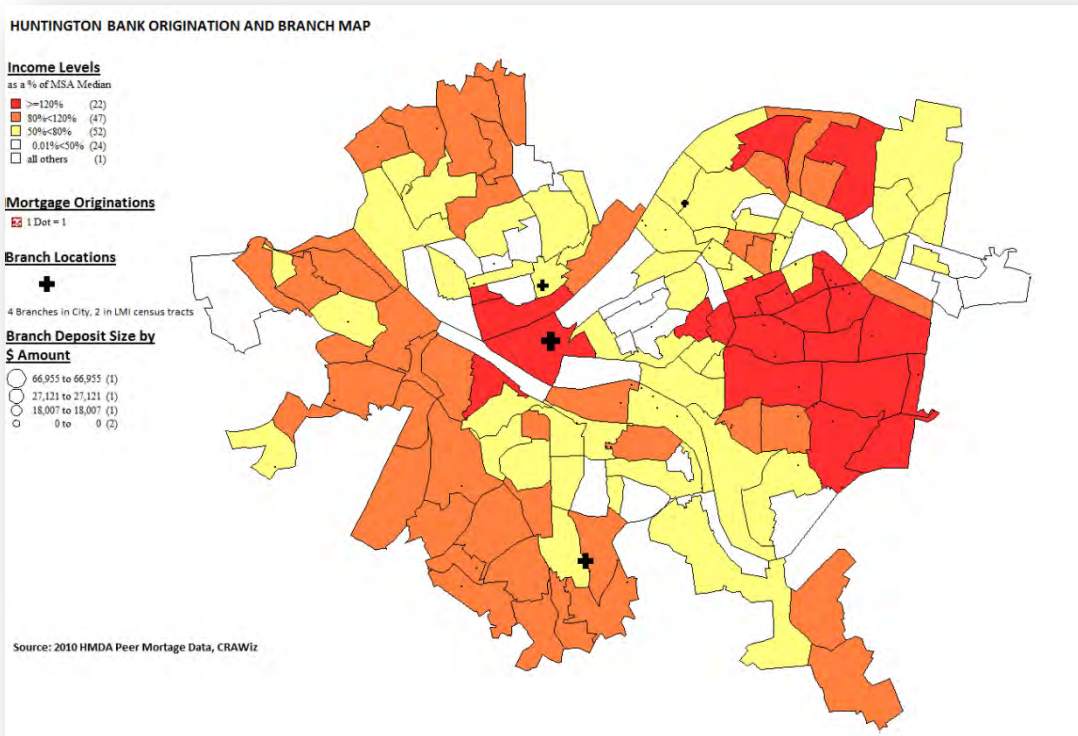 HUNTINGTON BANK ORIGINATION AND BRANCH MAP
Income Levels
as a % of MSA Median
>=120% (22)
80%<120% (47)
50%<80% (52)
0.01%<50% (24)
all others (1)
Mortgage Originations
1 Dot = 1
Branch Locations
4 Branches in City, 2 in LMI census tracts
Branch Deposit Size by
$ Amount
66,955 to 66,955 (1)
27,121 to 27,121 (1)
18,007 to 18,007 (1)
0 to 0 (2)
Source: 2010 HMDA Peer Mortage Data, CRAWiz